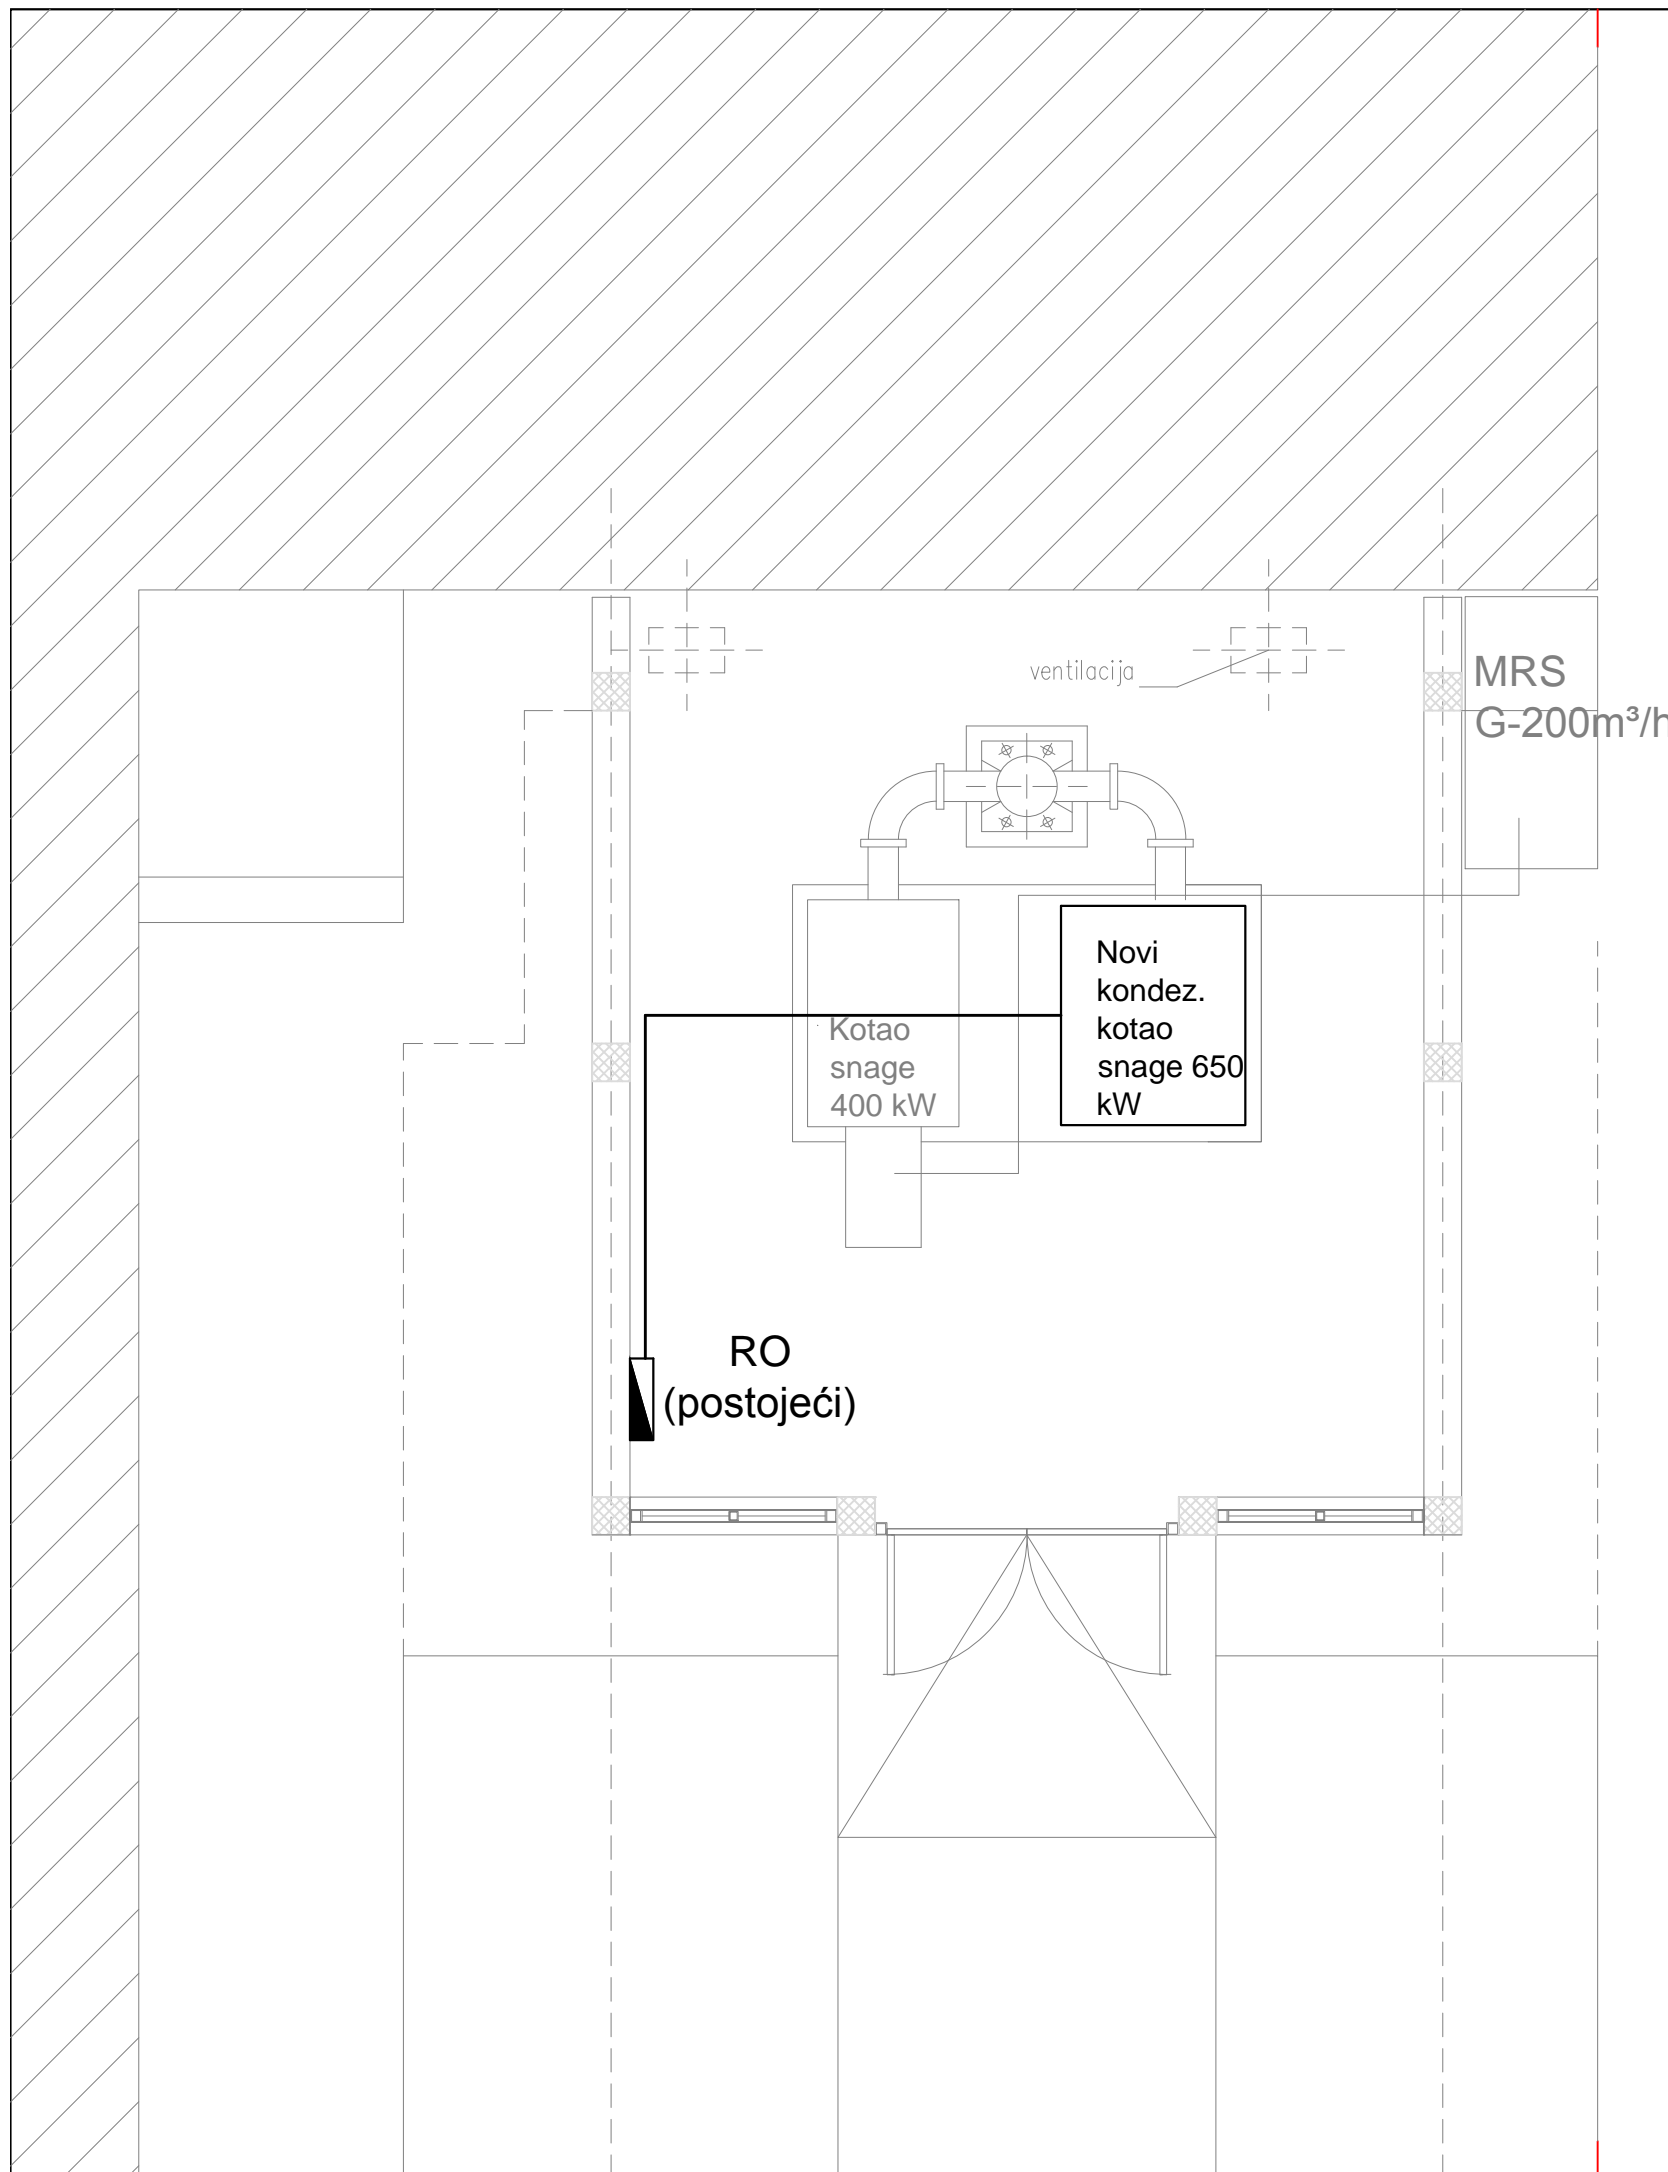 ventilacija
MRS
G-200m³/h
Novi
kondez.
kotao
snage 650
kW
Kotao
snage
400 kW
RO
(postojeći)